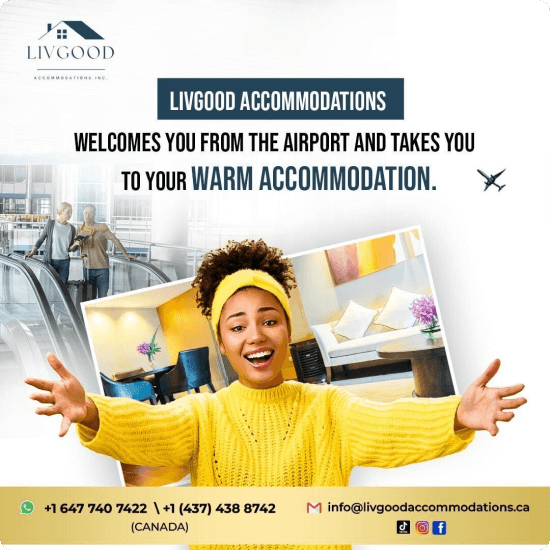 LIVGOOD
ACCOMMODATIONS INC.
LIVGOOD ACCOMMODATIONS
WELCOMES YOU FROM THE AIRPORT AND TAKES YOU
TO YOUR WARM ACCOMMODATION.
+1 647 740 7422 \ +1 (437) 438 8742
(CANADA)
info@livgoodaccommodations.ca